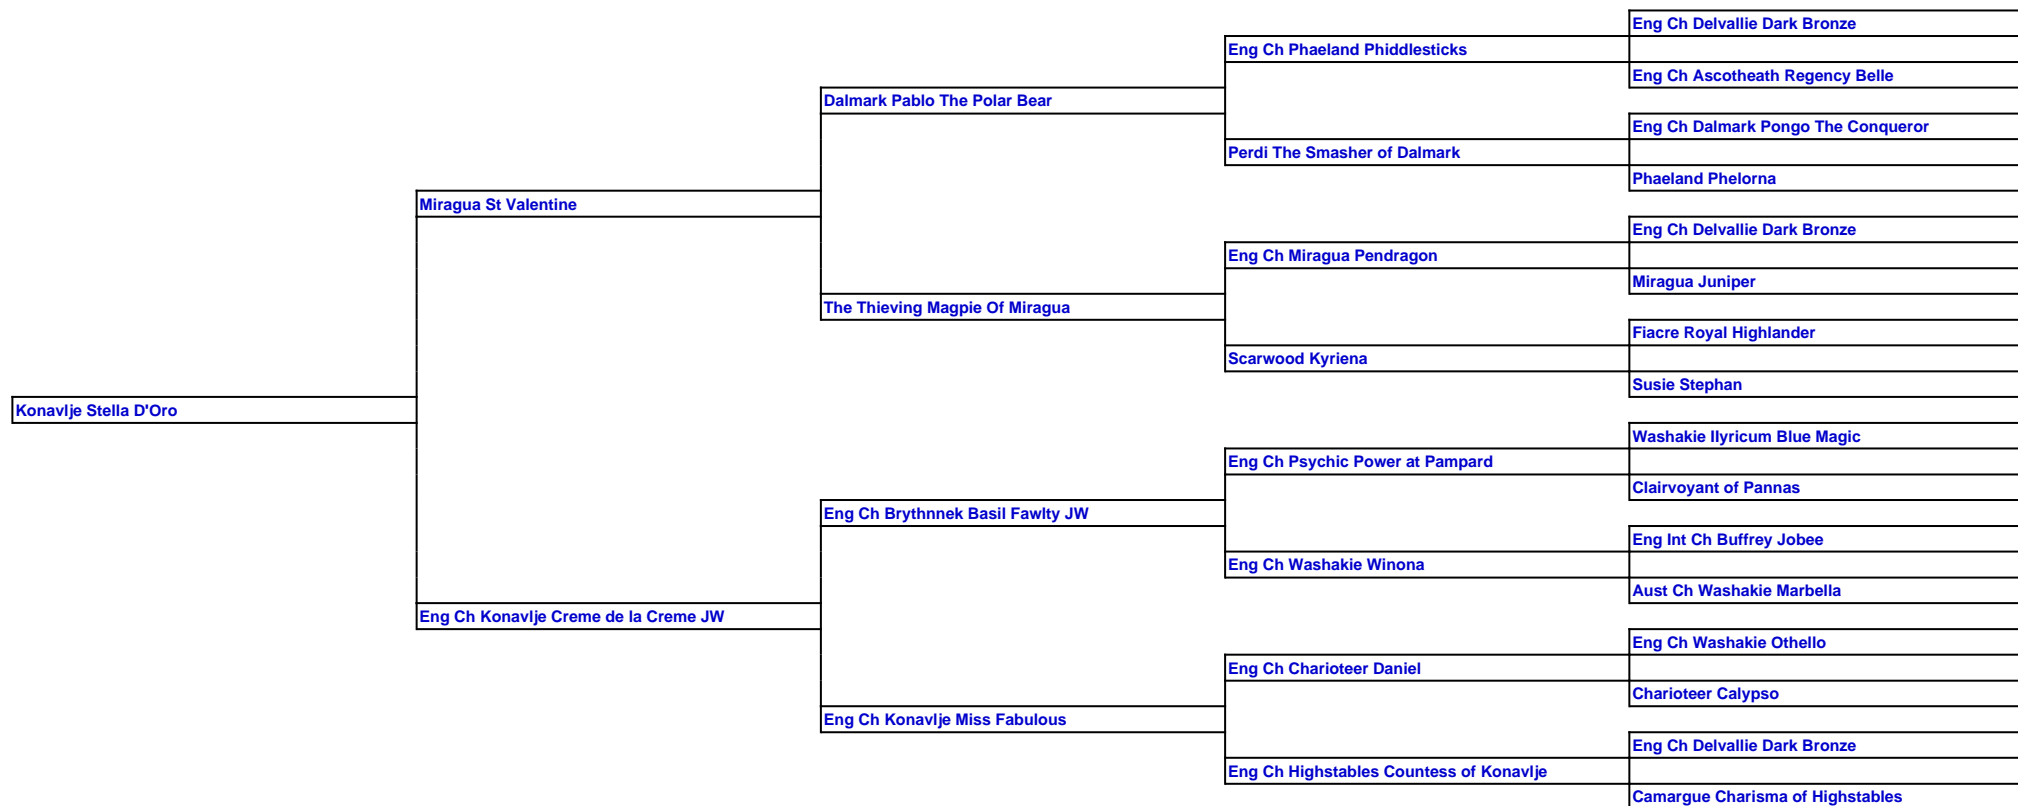 Eng Ch Delvallie Dark Bronze
Eng Ch Phaeland Phiddlesticks
Eng Ch Ascotheath Regency Belle
Dalmark Pablo The Polar Bear
Eng Ch Dalmark Pongo The Conqueror
Perdi The Smasher of Dalmark
Phaeland Phelorna
Miragua St Valentine
Eng Ch Delvallie Dark Bronze
Eng Ch Miragua Pendragon
Miragua Juniper
The Thieving Magpie Of Miragua
Fiacre Royal Highlander
Scarwood Kyriena
Susie Stephan
Konavlje Stella D'Oro
Washakie Ilyricum Blue Magic
Eng Ch Psychic Power at Pampard
Clairvoyant of Pannas
Eng Ch Brythnnek Basil Fawlty JW
Eng Int Ch Buffrey Jobee
Eng Ch Washakie Winona
Aust Ch Washakie Marbella
Eng Ch Konavlje Creme de la Creme JW
Eng Ch Washakie Othello
Eng Ch Charioteer Daniel
Charioteer Calypso
Eng Ch Konavlje Miss Fabulous
Eng Ch Delvallie Dark Bronze
Eng Ch Highstables Countess of Konavlje
Camargue Charisma of Highstables